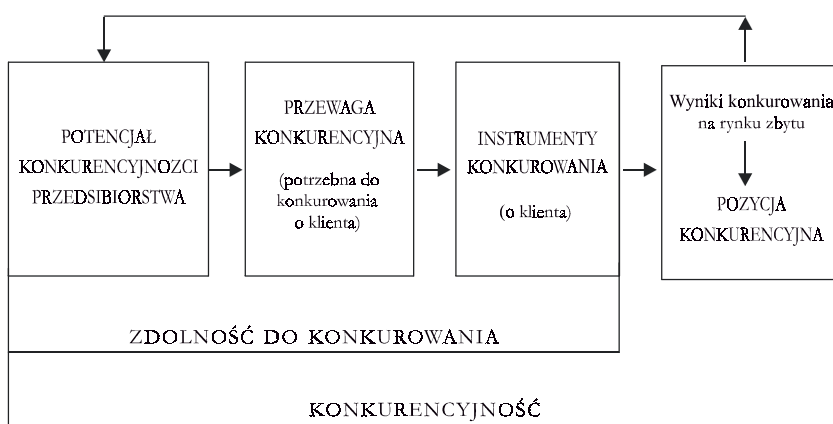 POTENCJAŁ
KONKURENCYJNOZCI
PRZEDSIBIORSTWA
PRZEWAGA
KONKURENCYJNA
(potrzebna do
konkurowania
o klienta)
INSTRUMENTY
KONKUROWANIA
(o klienta)
Wyniki konkurowania
na rynku zbytu
POZYCJA
KONKURENCYJNA
ZDOLNOŚĆ DO KONKUROWANIA
KONKURENCYJNOŚĆ